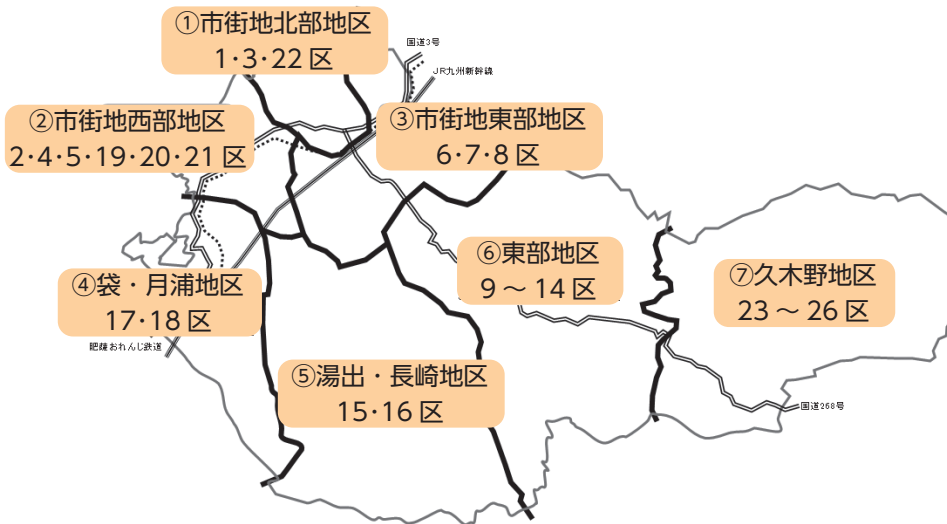 ①市街地北部地区
1･3･22 区
国道3号
JR九州新幹線
②市街地西部地区
2･4･5･19･20･21 区
③市街地東部地区
6･7･8 区
⑥東部地区
9 ～ 14 区
⑦久木野地区
23 ～ 26 区
④袋・月浦地区
17･18 区
肥薩おれんじ鉄道
⑤湯出・長崎地区
15･16 区
国道268号